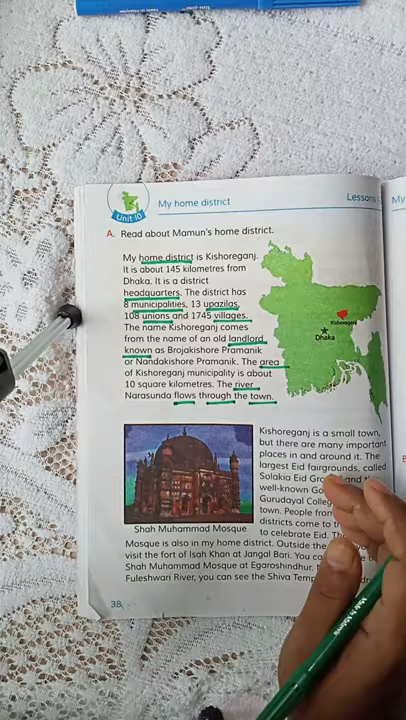 Unit 10
My home district
Lessons
My
A. Read about Mamun's home district.
My home district is Kishoreganj.
It is about 145 kilometres from
Dhaka. It is a district
headquarters. The district has
8 municipalities, 13 upazilas,
108 unions and 1745 villages.
The name Kishoreganj comes
from the name of an old landlord
known as Brojakishore Pramanik
or Nandakishore Pramanik. The area
of Kishoreganj municipality is about
10 square kilometres. The river
Narasunda flows through the town.
Kishoreganj
Dhaka
Kishoreganj is a small town,
but there are many important
places in and around it. The
largest Eid fairgrounds, called
Solakia Eid
well-known
Gurudayal
town. People from
districts come to
to celebrate Eid.
Shah Muhammad Mosque
Mosque is also in my home district. Outside the
visit the fort of Isah Khan at Jangal Bari. You
Shah Muhammad Mosque at Egaroshindhur.
Fuleshwari River, you can see the Shiva
38